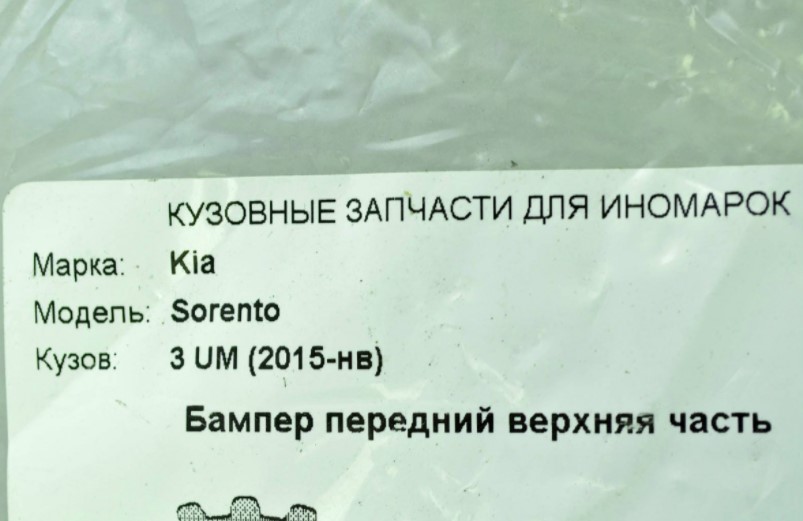 КУЗОВНЫЕ ЗАПЧАСТИ ДЛЯ ИНОМАРОК
Марка: Kia
Модель: Sorento
Кузов: 3 UM (2015-нв)
Бампер передний верхняя часть